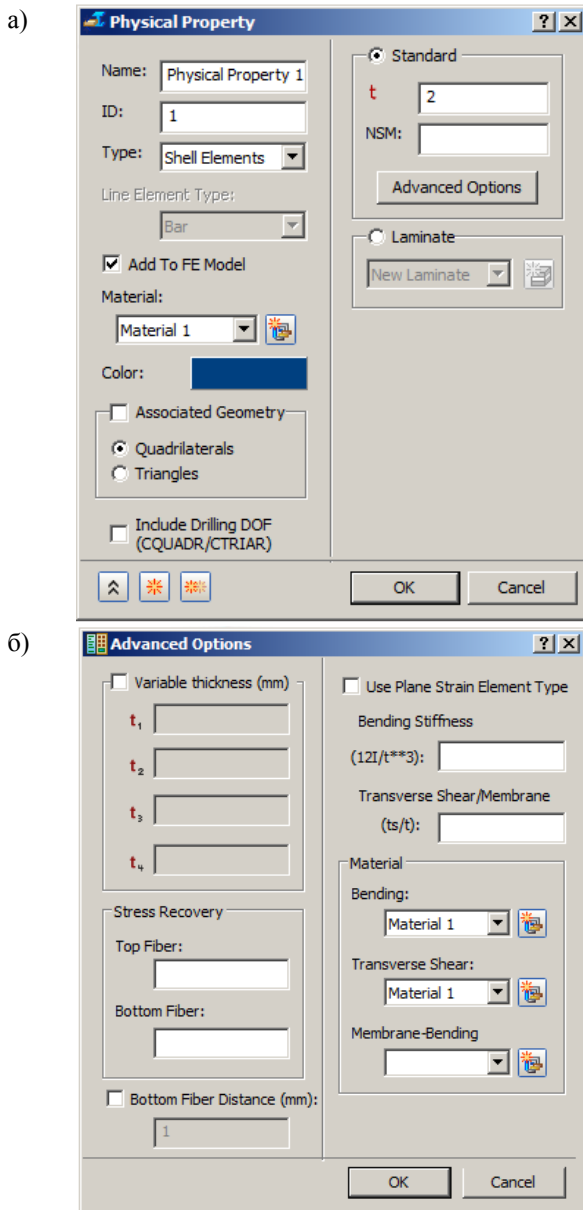 а)
Physical Property
Name: Physical Property 1
ID: 1
Type: Shell Elements
Line Element Type:
Bar
Add To FE Model
Material:
Material 1
Color:
Associated Geometry
Quadrilaterals
Triangles
Include Drilling DOF
(CQUADR/CTRIAR)
Standard
t 2
NSM:
Advanced Options
Laminate
New Laminate
OK Cancel
б)
Advanced Options
Variable thickness (mm)
t₁
t₂
t₃
t₄
Stress Recovery
Top Fiber:
Bottom Fiber:
Bottom Fiber Distance (mm):
1
Use Plane Strain Element Type
Bending Stiffness
(12I/t**3):
Transverse Shear/Membrane
(ts/t):
Material
Bending:
Material 1
Transverse Shear:
Material 1
Membrane-Bending
OK Cancel